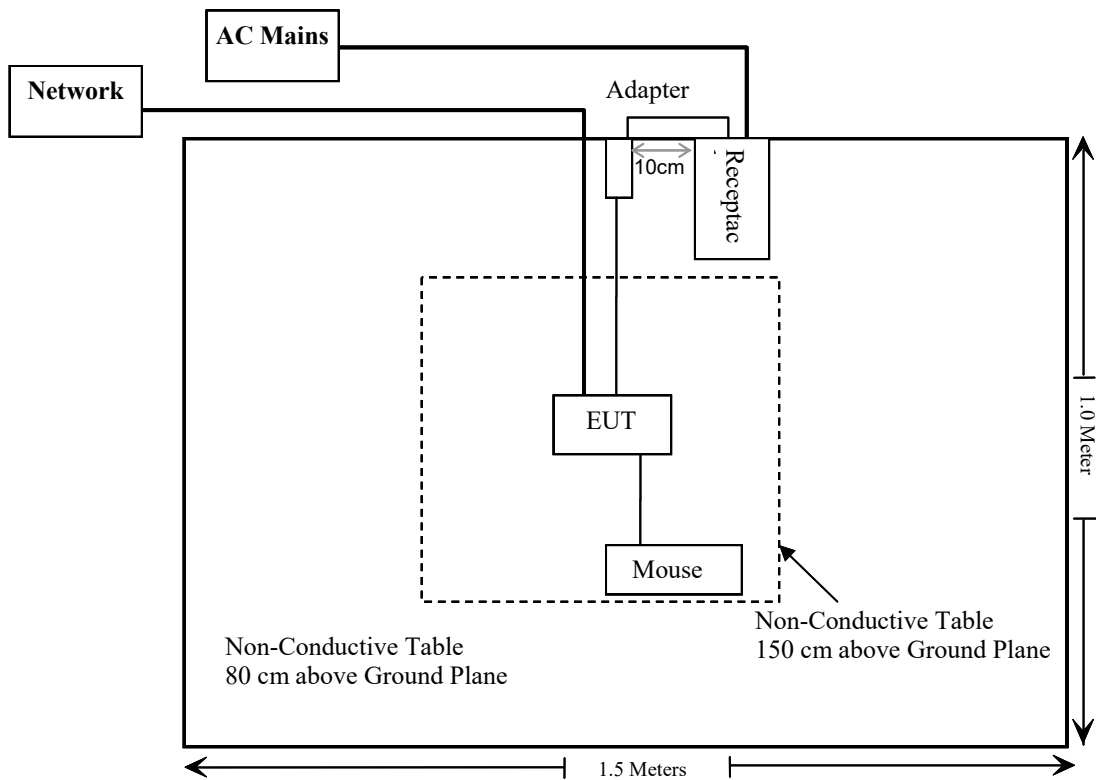 AC Mains
Network
Adapter
10cm
Receptac
EUT
Mouse
1.0 Meter
Non-Conductive Table
150 cm above Ground Plane
Non-Conductive Table
80 cm above Ground Plane
1.5 Meters